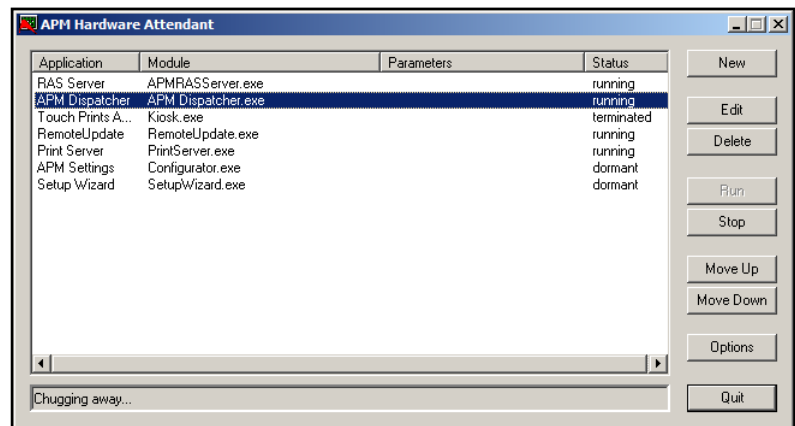 APM Hardware Attendant
Application Module Parameters Status
RAS Server APMRASServer.exe running
APM Dispatcher APM Dispatcher.exe running
Touch Prints A... Kiosk.exe terminated
RemoteUpdate RemoteUpdate.exe running
Print Server PrintServer.exe running
APM Settings Configurator.exe dormant
Setup Wizard SetupWizard.exe dormant
New
Edit
Delete
Run
Stop
Move Up
Move Down
Options
Chugging away...
Quit